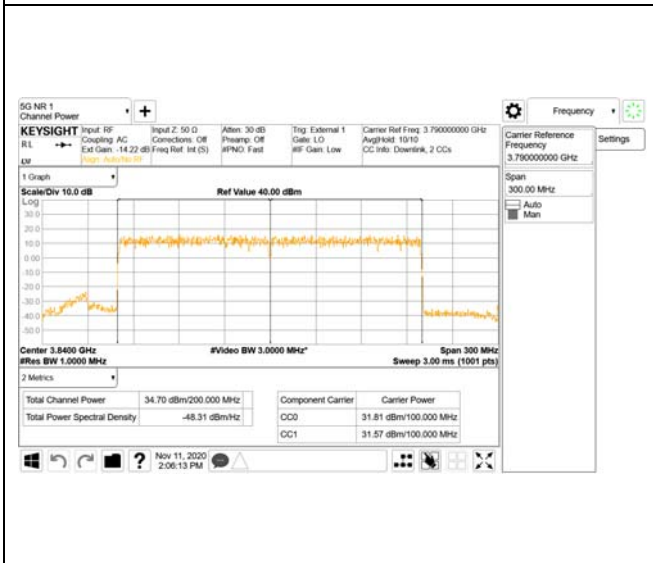 5G NR 1
Channel Power
Frequency
KEYSIGHT
Input: RF
Coupling: AC
Ext Gain: -14.22 dB
Align: Auto/No RF
Input Z: 50 Ω
Corrections: Off
Freq Ref: Int (S)
Atten: 30 dB
Preamp: Off
#PNO: Fast
Trig: External 1
Gate: LO
#IF Gain: Low
Carrier Ref Freq: 3.790000000 GHz
Avg|Hold: 10/10
CC Info: Downlink, 2 CCs
RL
Carrier Reference
Frequency
3.790000000 GHz
Settings
Span
300.00 MHz
Auto
Man
1 Graph
Scale/Div 10.0 dB
Ref Value 40.00 dBm
Log
30.0
20.0
10.0
0.00
-10.0
-20.0
-30.0
-40.0
-50.0
Center 3.8400 GHz
#Video BW 3.0000 MHz*
Span 300 MHz
#Res BW 1.0000 MHz
Sweep 3.00 ms (1001 pts)
2 Metrics
Total Channel Power 34.70 dBm/200.000 MHz
Total Power Spectral Density -48.31 dBm/Hz
Component Carrier Carrier Power
CC0 31.81 dBm/100.000 MHz
CC1 31.57 dBm/100.000 MHz
Nov 11, 2020
2:06:13 PM